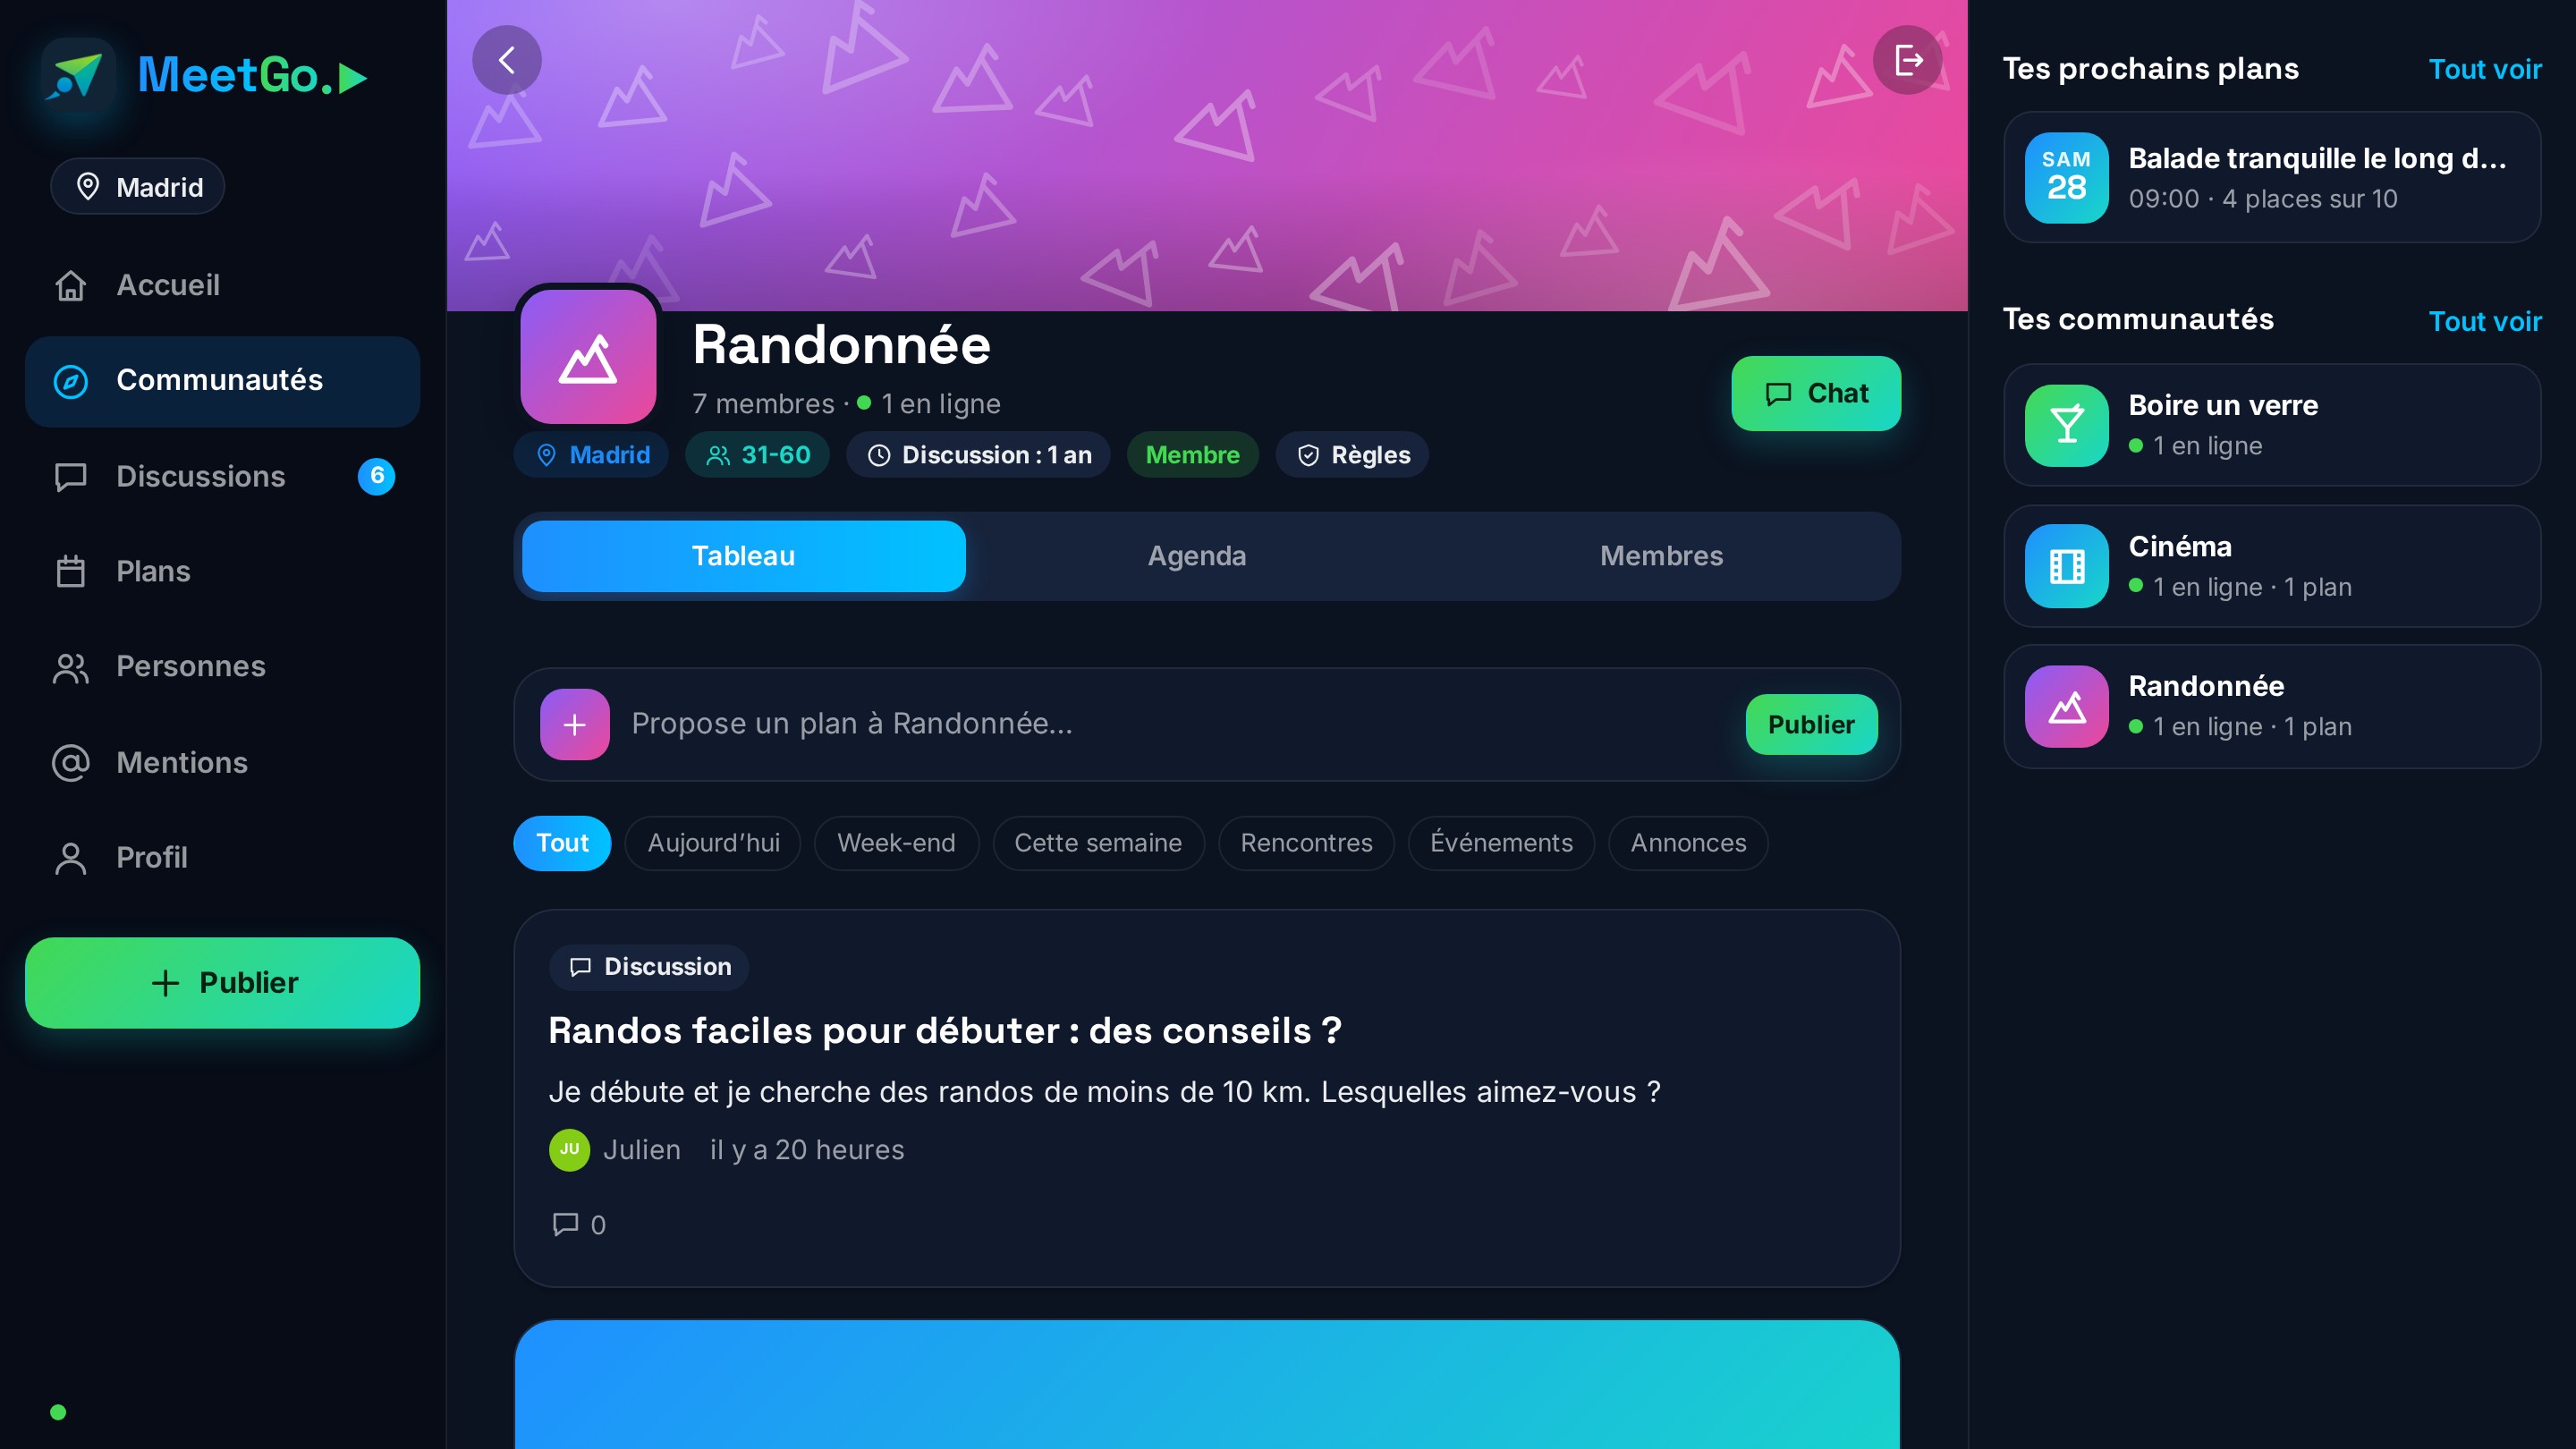 MeetGo.
Madrid
Accueil
Communautés
Discussions 6
Plans
Personnes
Mentions
Profil
Publier
Randonnée
7 membres · 1 en ligne
Chat
Madrid
31-60
Discussion : 1 an
Membre
Règles
Tableau
Agenda
Membres
Propose un plan à Randonnée...
Publier
Tout
Aujourd’hui
Week-end
Cette semaine
Rencontres
Événements
Annonces
Discussion
Randos faciles pour débuter : des conseils ?
Je débute et je cherche des randos de moins de 10 km. Lesquelles aimez-vous ?
JU Julien il y a 20 heures
0
Tes prochains plans Tout voir
SAM
28
Balade tranquille le long d...
09:00 · 4 places sur 10
Tes communautés Tout voir
Boire un verre
1 en ligne
Cinéma
1 en ligne · 1 plan
Randonnée
1 en ligne · 1 plan